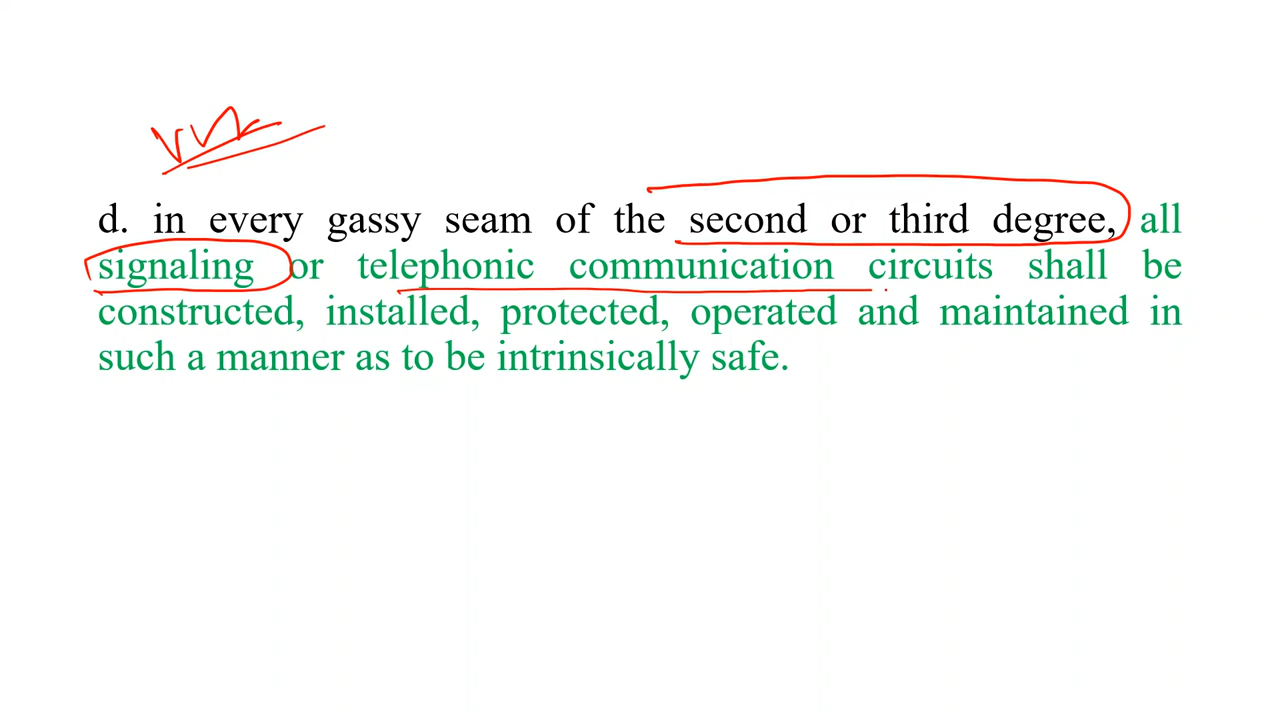 d. in every gassy seam of the second or third degree, all
signaling or telephonic communication circuits shall be
constructed, installed, protected, operated and maintained in
such a manner as to be intrinsically safe.